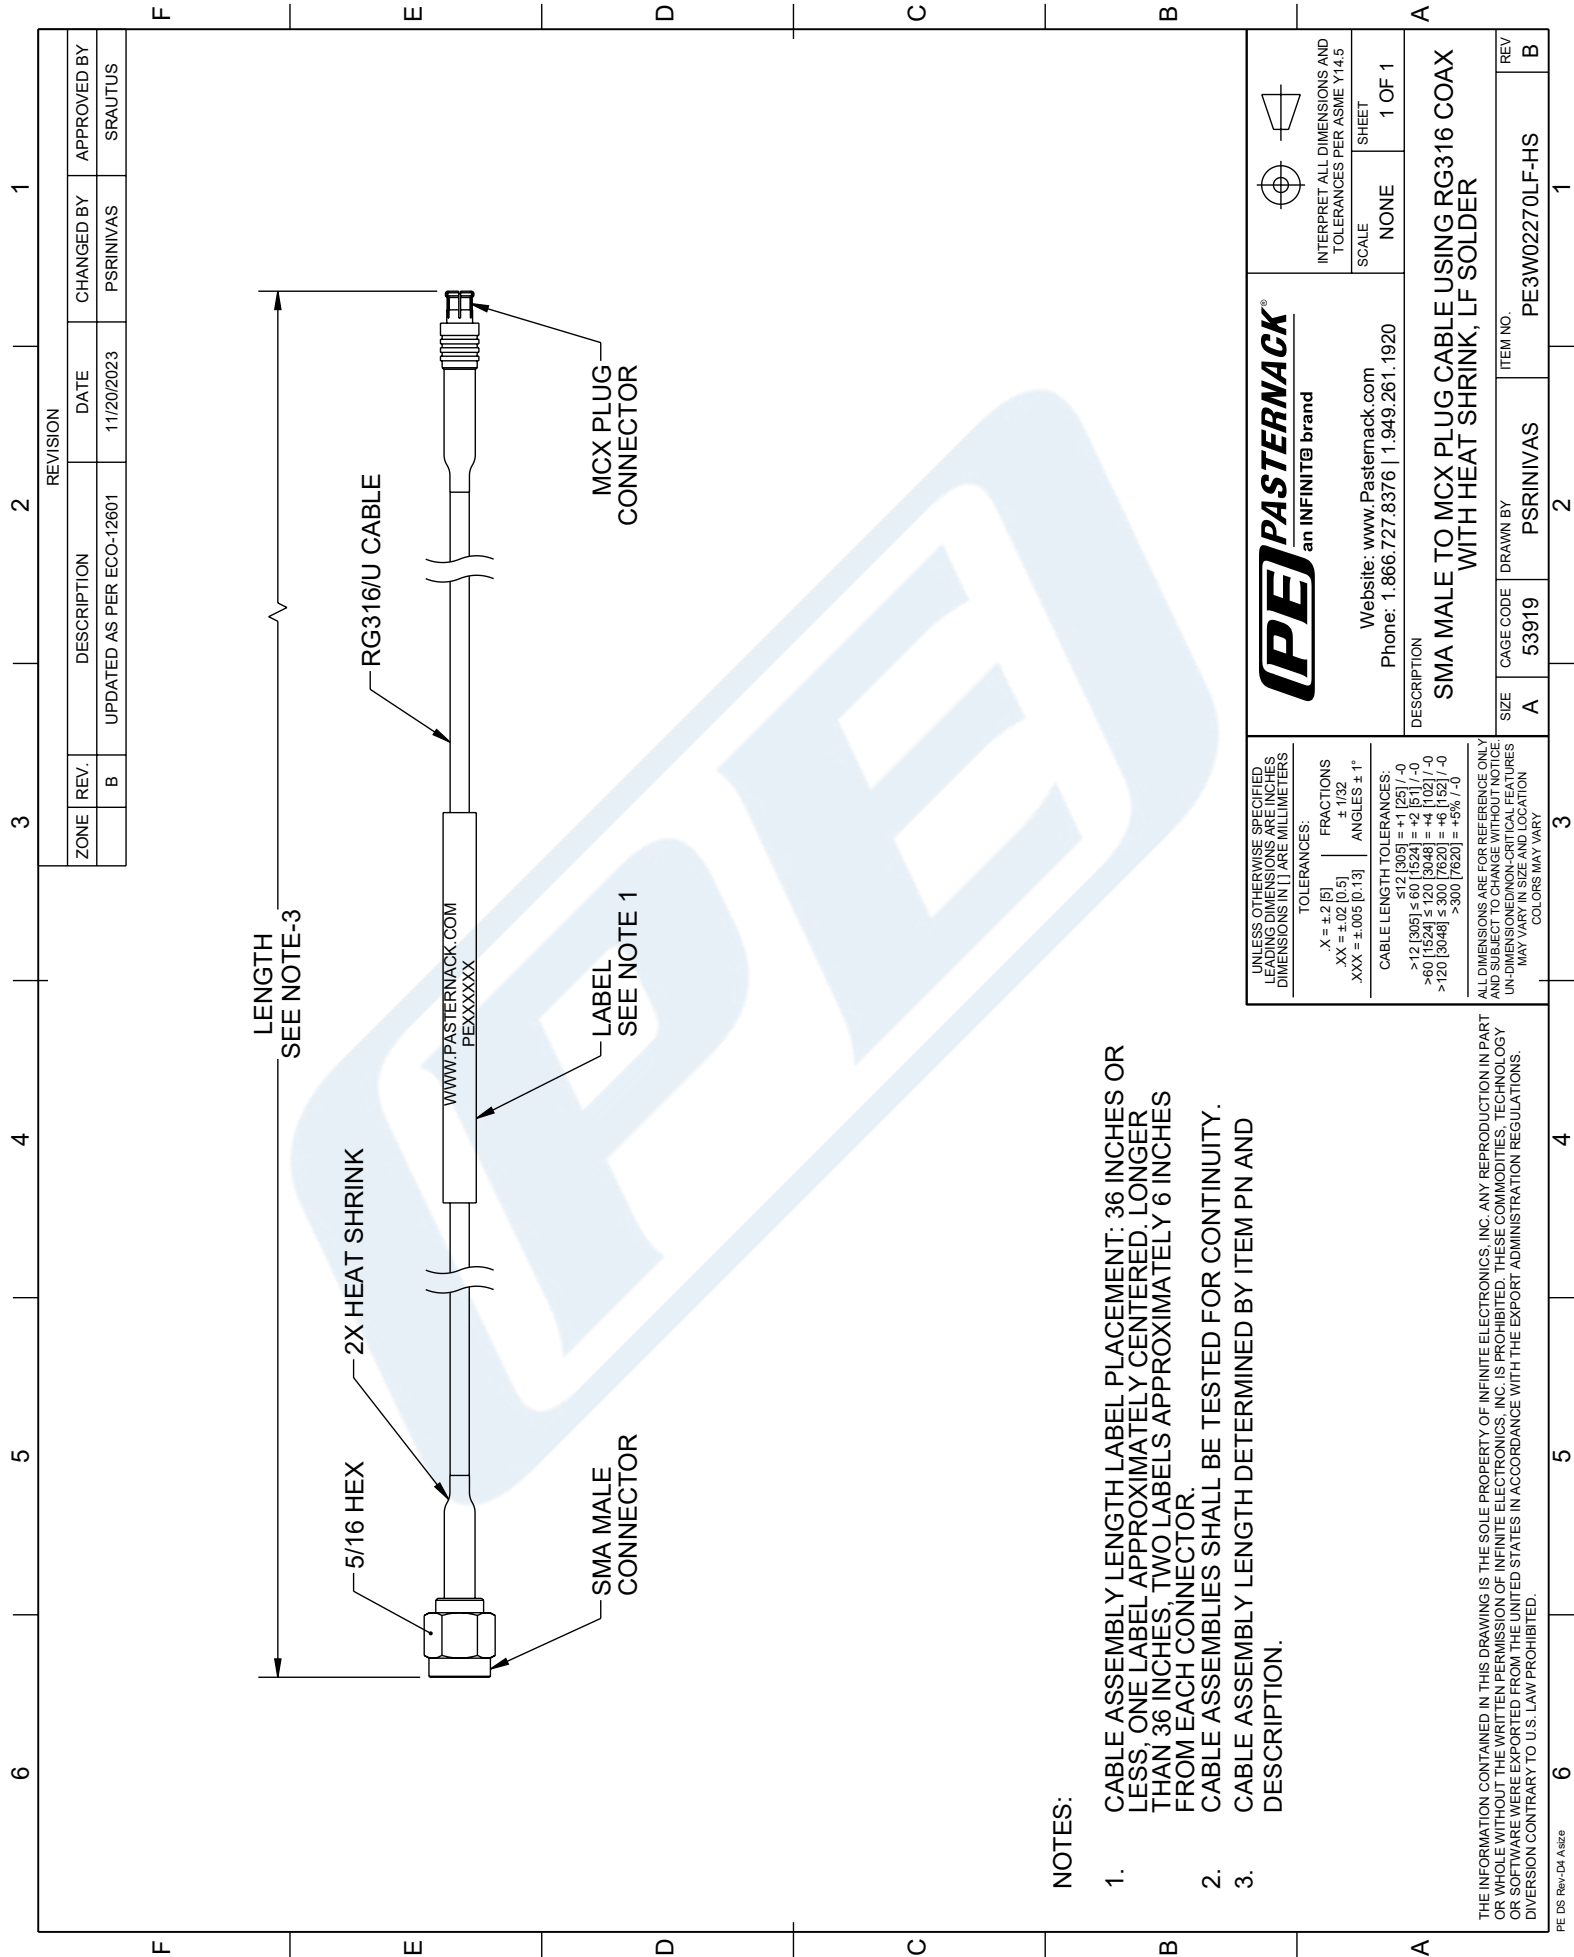 6
5
4
3
2
1
F
E
D
C
B
A
REVISION
ZONE REV. DESCRIPTION DATE CHANGED BY APPROVED BY
B UPDATED AS PER ECO-12601 11/20/2023 PSRINIVAS SRAUTUS
LENGTH
SEE NOTE-3
5/16 HEX
2X HEAT SHRINK
RG316/U CABLE
WWW.PASTERNACK.COM
PEXXXXXX
SMA MALE
CONNECTOR
LABEL
SEE NOTE 1
MCX PLUG
CONNECTOR
PE
NOTES:
1. CABLE ASSEMBLY LENGTH LABEL PLACEMENT: 36 INCHES OR
LESS, ONE LABEL APPROXIMATELY CENTERED. LONGER
THAN 36 INCHES, TWO LABELS APPROXIMATELY 6 INCHES
FROM EACH CONNECTOR.
2. CABLE ASSEMBLIES SHALL BE TESTED FOR CONTINUITY.
3. CABLE ASSEMBLY LENGTH DETERMINED BY ITEM PN AND
DESCRIPTION.
THE INFORMATION CONTAINED IN THIS DRAWING IS THE SOLE PROPERTY OF INFINITE ELECTRONICS, INC. ANY REPRODUCTION IN PART
OR WHOLE WITHOUT THE WRITTEN PERMISSION OF INFINITE ELECTRONICS, INC. IS PROHIBITED. THESE COMMODITIES, TECHNOLOGY
OR SOFTWARE WERE EXPORTED FROM THE UNITED STATES IN ACCORDANCE WITH THE EXPORT ADMINISTRATION REGULATIONS.
DIVERSION CONTRARY TO U.S. LAW PROHIBITED.
UNLESS OTHERWISE SPECIFIED
LEADING DIMENSIONS ARE INCHES
DIMENSIONS IN [ ] ARE MILLIMETERS
TOLERANCES:
.X = ±.2 [5] FRACTIONS
.XX = ±.02 [0.5] ± 1/32
.XXX = ±.005 [0.13] ANGLES ± 1°
CABLE LENGTH TOLERANCES:
≤12 [305] = +1 [25] / -0
>12 [305] ≤ 60 [1524] = +2 [51] / -0
>60 [1524] ≤ 120 [3048] = +4 [102] / -0
>120 [3048] ≤ 300 [7620] = +6 [152] / -0
>300 [7620] = +5% / -0
ALL DIMENSIONS ARE FOR REFERENCE ONLY
AND SUBJECT TO CHANGE WITHOUT NOTICE.
UN-DIMENSIONED/NON-CRITICAL FEATURES
MAY VARY IN SIZE AND LOCATION
COLORS MAY VARY
PE PASTERNACK®
an INFINIT@ brand
Website: www.Pasternack.com
Phone: 1.866.727.8376 | 1.949.261.1920
INTERPRET ALL DIMENSIONS AND
TOLERANCES PER ASME Y14.5
SCALE SHEET
NONE 1 OF 1
DESCRIPTION
SMA MALE TO MCX PLUG CABLE USING RG316 COAX
WITH HEAT SHRINK, LF SOLDER
SIZE CAGE CODE DRAWN BY ITEM NO. REV
A 53919 PSRINIVAS PE3W02270LF-HS B
F
E
D
C
B
A
PE DS Rev-D4 Asize
6
5
4
3
2
1